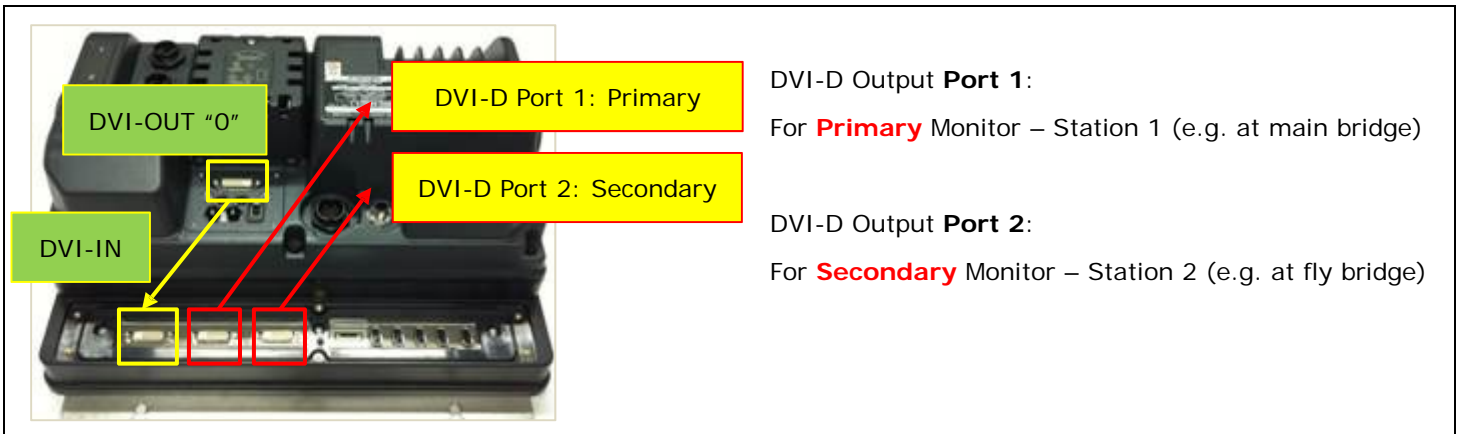 DVI-OUT “0”
DVI-IN
DVI-D Port 1: Primary
DVI-D Port 2: Secondary
DVI-D Output Port 1:
For Primary Monitor – Station 1 (e.g. at main bridge)
DVI-D Output Port 2:
For Secondary Monitor – Station 2 (e.g. at fly bridge)